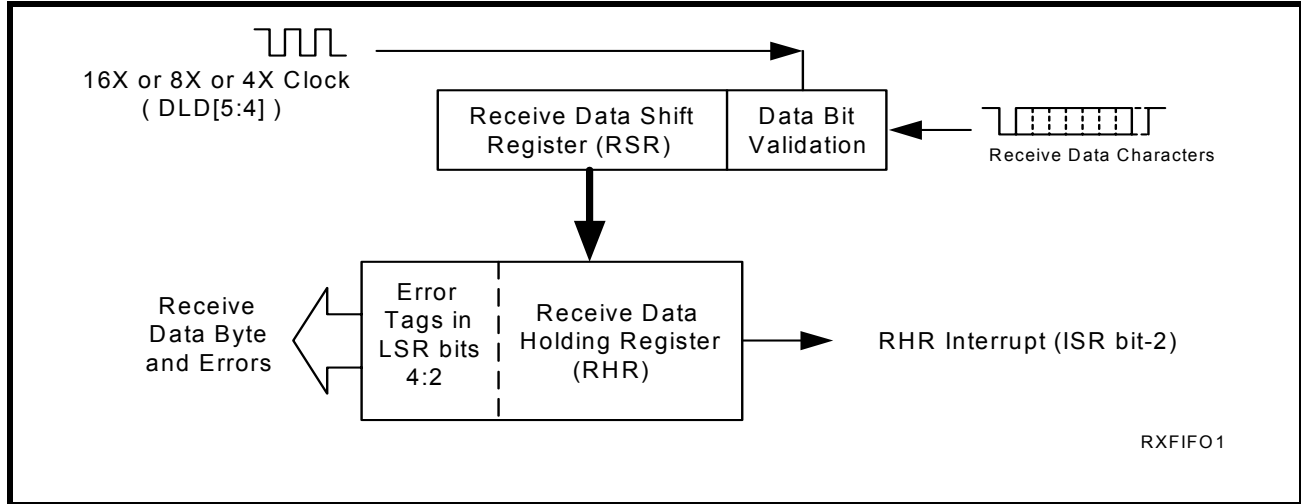 16X or 8X or 4X Clock
( DLD[5:4] )
Receive Data Shift
Register (RSR)
Data Bit
Validation
Receive Data Characters
Receive
Data Byte
and Errors
Error
Tags in
LSR bits
4:2
Receive Data
Holding Register
(RHR)
RHR Interrupt (ISR bit-2)
RXFIFO1